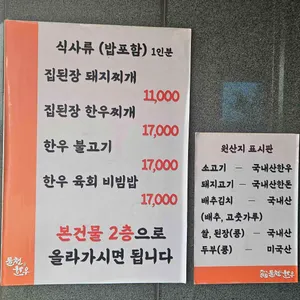 식사류 (밥포함) 1인분
집된장 돼지찌개
11,000
집된장 한우찌개
17,000
한우 불고기
17,000
한우 육회 비빔밥
17,000
본건물 2층으로
올라가시면 됩니다
원산지 표시판
소고기 – 국내산한우
돼지고기 – 국내산한돈
배추김치 – 국내산
(배추, 고춧가루)
쌀, 된장(콩) – 국내산
두부(콩) – 미국산